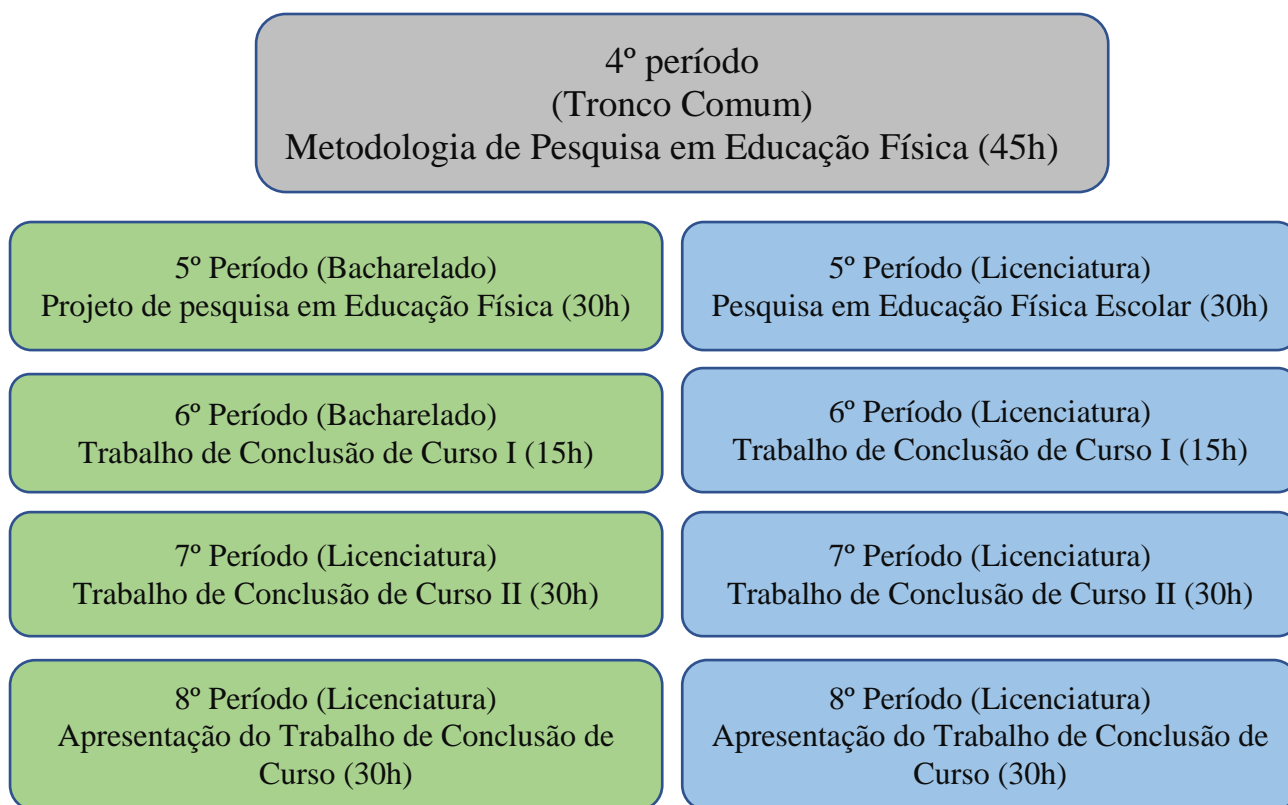 4º período
(Tronco Comum)
Metodologia de Pesquisa em Educação Física (45h)
5º Período (Bacharelado)
Projeto de pesquisa em Educação Física (30h)
5º Período (Licenciatura)
Pesquisa em Educação Física Escolar (30h)
6º Período (Bacharelado)
Trabalho de Conclusão de Curso I (15h)
6º Período (Licenciatura)
Trabalho de Conclusão de Curso I (15h)
7º Período (Licenciatura)
Trabalho de Conclusão de Curso II (30h)
7º Período (Licenciatura)
Trabalho de Conclusão de Curso II (30h)
8º Período (Licenciatura)
Apresentação do Trabalho de Conclusão de
Curso (30h)
8º Período (Licenciatura)
Apresentação do Trabalho de Conclusão de
Curso (30h)